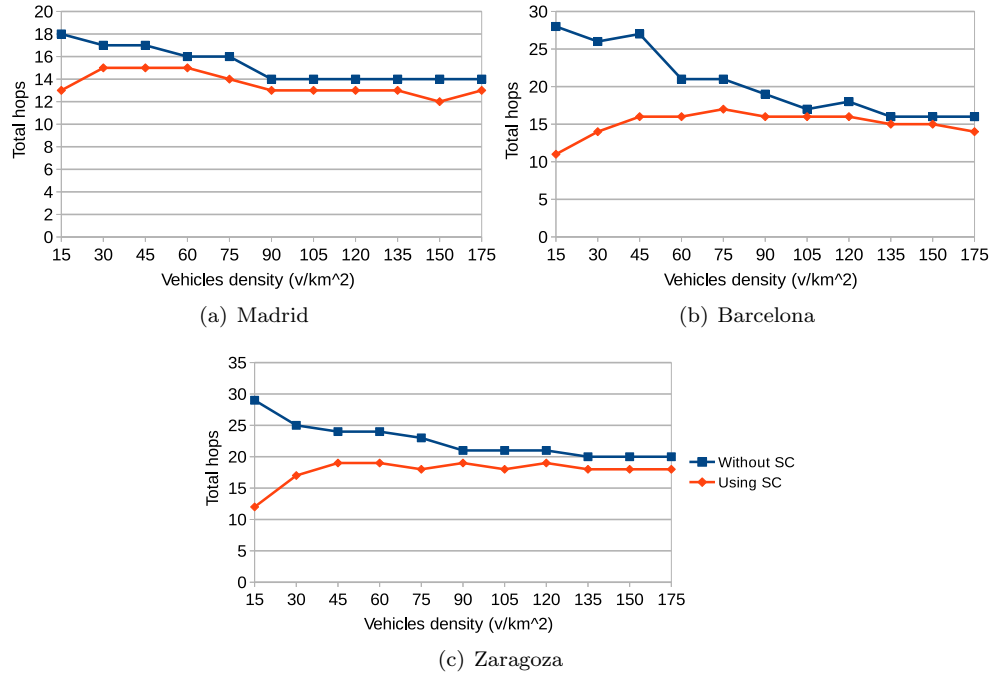 20
18
16
14
12
10
8
6
4
2
0
Total hops
15 30 45 60 75 90 105 120 135 150 175
Vehicles density (v/km^2)
(a) Madrid
30
25
20
15
10
5
0
Total hops
15 30 45 60 75 90 105 120 135 150 175
Vehicles density (v/km^2)
(b) Barcelona
35
30
25
20
15
10
5
0
Total hops
15 30 45 60 75 90 105 120 135 150 175
Vehicles density (v/km^2)
Without SC
Using SC
(c) Zaragoza